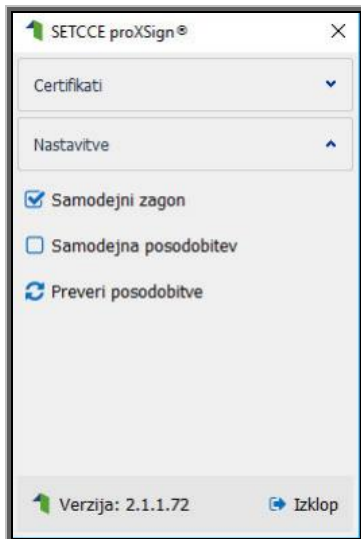 SETCCE proXSign®
Certifikati
Nastavitve
Samodejni zagon
Samodejna posodobitev
Preveri posodobitve
Verzija: 2.1.1.72 Izklop